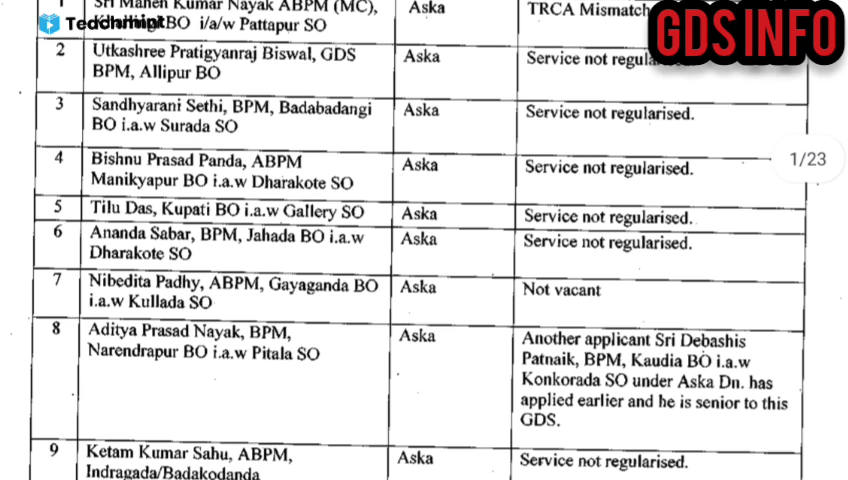 1 Sri Kumar Nayak ABPM (MC), Aska TRCA Mismatch
BO i/a/w Pattapur SO
Teachmint
GDS INFO
2 Utkashree Pratigyanraj Biswal, GDS Aska Service not regularised.
BPM, Allipur BO
3 Sandhyarani Sethi, BPM, Badabadangi Aska Service not regularised.
BO i.a.w Surada SO
4 Bishnu Prasad Panda, ABPM Aska Service not regularised.
Manikyapur BO i.a.w Dharakote SO
1/23
5 Tilu Das, Kupati BO i.a.w Gallery SO Aska Service not regularised.
6 Ananda Sabar, BPM, Jahada BO i.a.w Aska Service not regularised.
Dharakote SO
7 Nibedita Padhy, ABPM, Gayaganda BO Aska Not vacant
i.a.w Kullada SO
8 Aditya Prasad Nayak, BPM, Aska Another applicant Sri Debashis
Narendrapur BO i.a.w Pitala SO Patnaik, BPM, Kaudia BO i.a.w
Konkorada SO under Aska Dn. has
applied earlier and he is senior to this
GDS.
9 Ketam Kumar Sahu, ABPM, Aska Service not regularised.
Indragada/Badakodanda